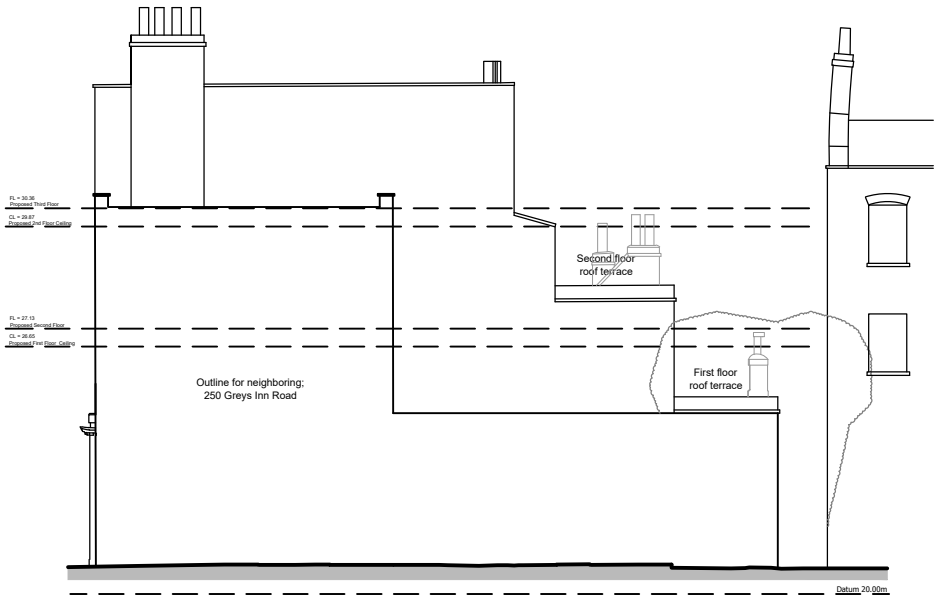 FL = 30.36
Proposed Third Floor
CL = 29.87
Proposed 2nd Floor Ceiling
Second floor
roof terrace
FL = 27.13
Proposed Second Floor
CL = 26.65
Proposed First Floor Ceiling
First floor
roof terrace
Outline for neighboring;
250 Greys Inn Road
Datum 20.00m